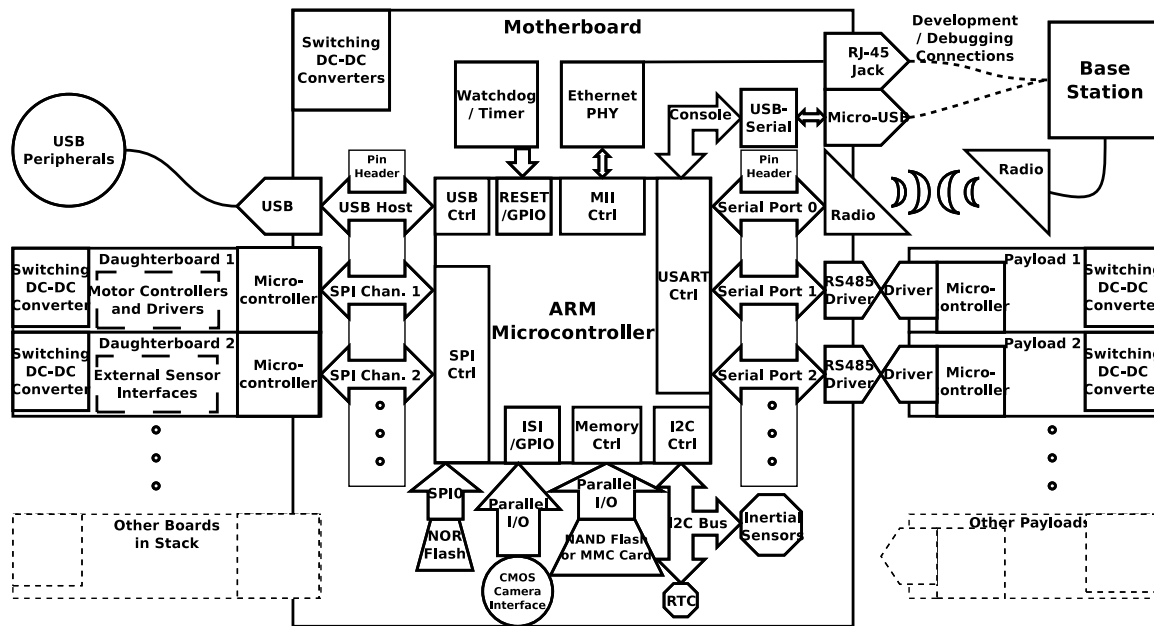 Motherboard
Switching
DC-DC
Converters
Watchdog
/ Timer
Ethernet
PHY
Console
USB-
Serial
RJ-45
Jack
Micro-USB
Development
/ Debugging
Connections
Base
Station
USB
Peripherals
USB
Pin
Header
USB Host
USB
Ctrl
RESET
/GPIO
MII
Ctrl
USART
Ctrl
Pin
Header
Serial Port 0
Radio
Radio
Switching
DC-DC
Converter
Daughterboard 1
Motor Controllers
and Drivers
Micro-
controller
SPI Chan. 1
ARM
Microcontroller
Serial Port 1
RS485
Driver
Driver
Micro-
controller
Payload 1
Switching
DC-DC
Converter
Switching
DC-DC
Converter
Daughterboard 2
External Sensor
Interfaces
Micro-
controller
SPI Chan. 2
SPI
Ctrl
Serial Port 2
RS485
Driver
Driver
Micro-
controller
Payload 2
Switching
DC-DC
Converter
ISI
/GPIO
Memory
Ctrl
I2C
Ctrl
SPI0
NOR
Flash
Parallel
I/O
CMOS
Camera
Interface
Parallel
I/O
NAND Flash
or MMC Card
I2C Bus
Inertial
Sensors
RTC
Other Boards
in Stack
Other Payloads